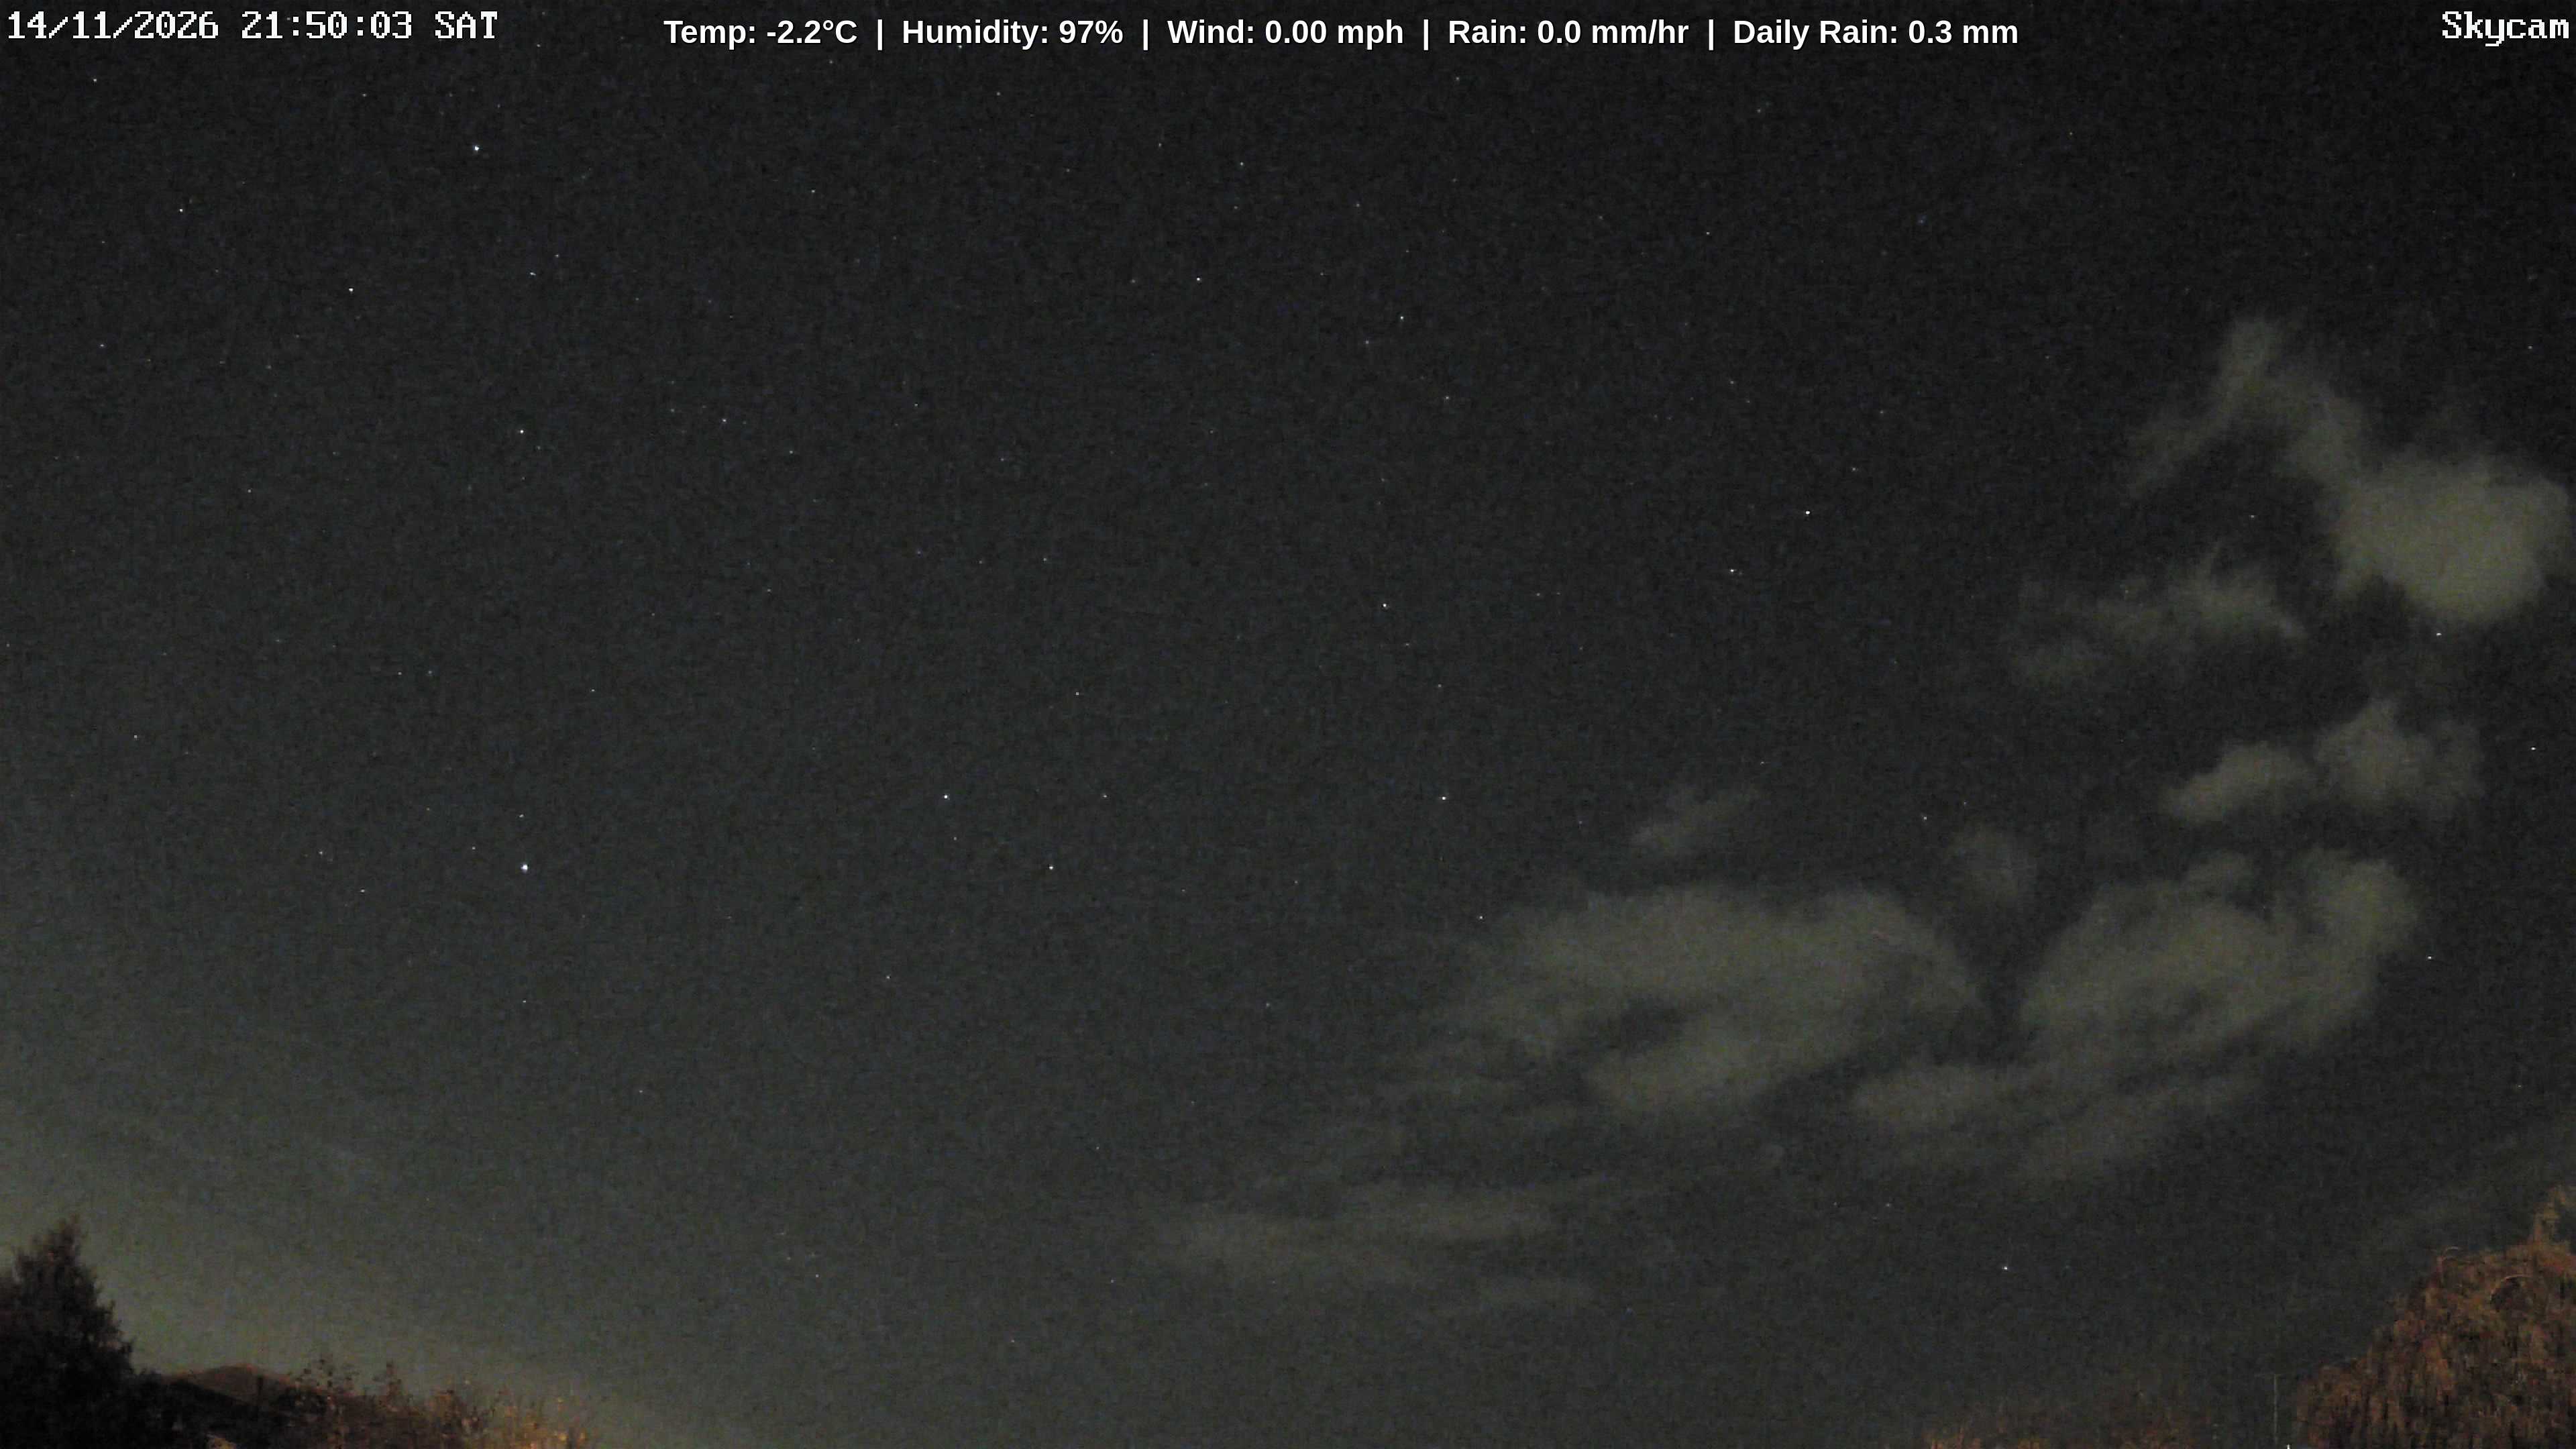 14/11/2026 21:50:03 SAT
Temp: -2.2°C | Humidity: 97% | Wind: 0.00 mph | Rain: 0.0 mm/hr | Daily Rain: 0.3 mm
Skycam